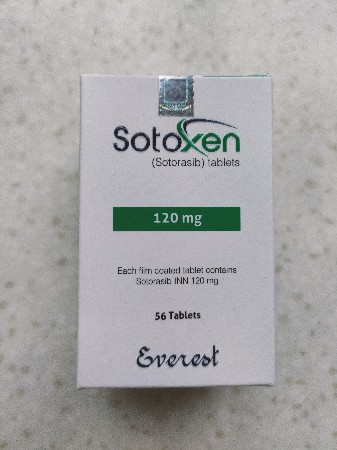 Sotoxen
(Sotorasib) tablets
120 mg
Each film coated tablet contains
Sotorasib INN 120 mg
56 Tablets
Everest